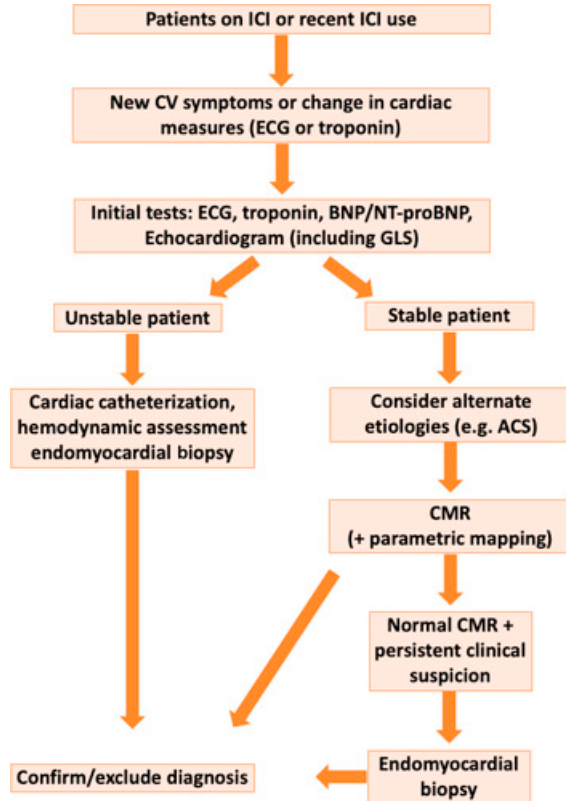 Patients on ICI or recent ICI use
New CV symptoms or change in cardiac
measures (ECG or troponin)
Initial tests: ECG, troponin, BNP/NT-proBNP,
Echocardiogram (including GLS)
Unstable patient
Stable patient
Cardiac catheterization,
hemodynamic assessment
endomyocardial biopsy
Consider alternate
etiologies (e.g. ACS)
CMR
(+ parametric mapping)
Normal CMR +
persistent clinical
suspicion
Endomyocardial
biopsy
Confirm/exclude diagnosis